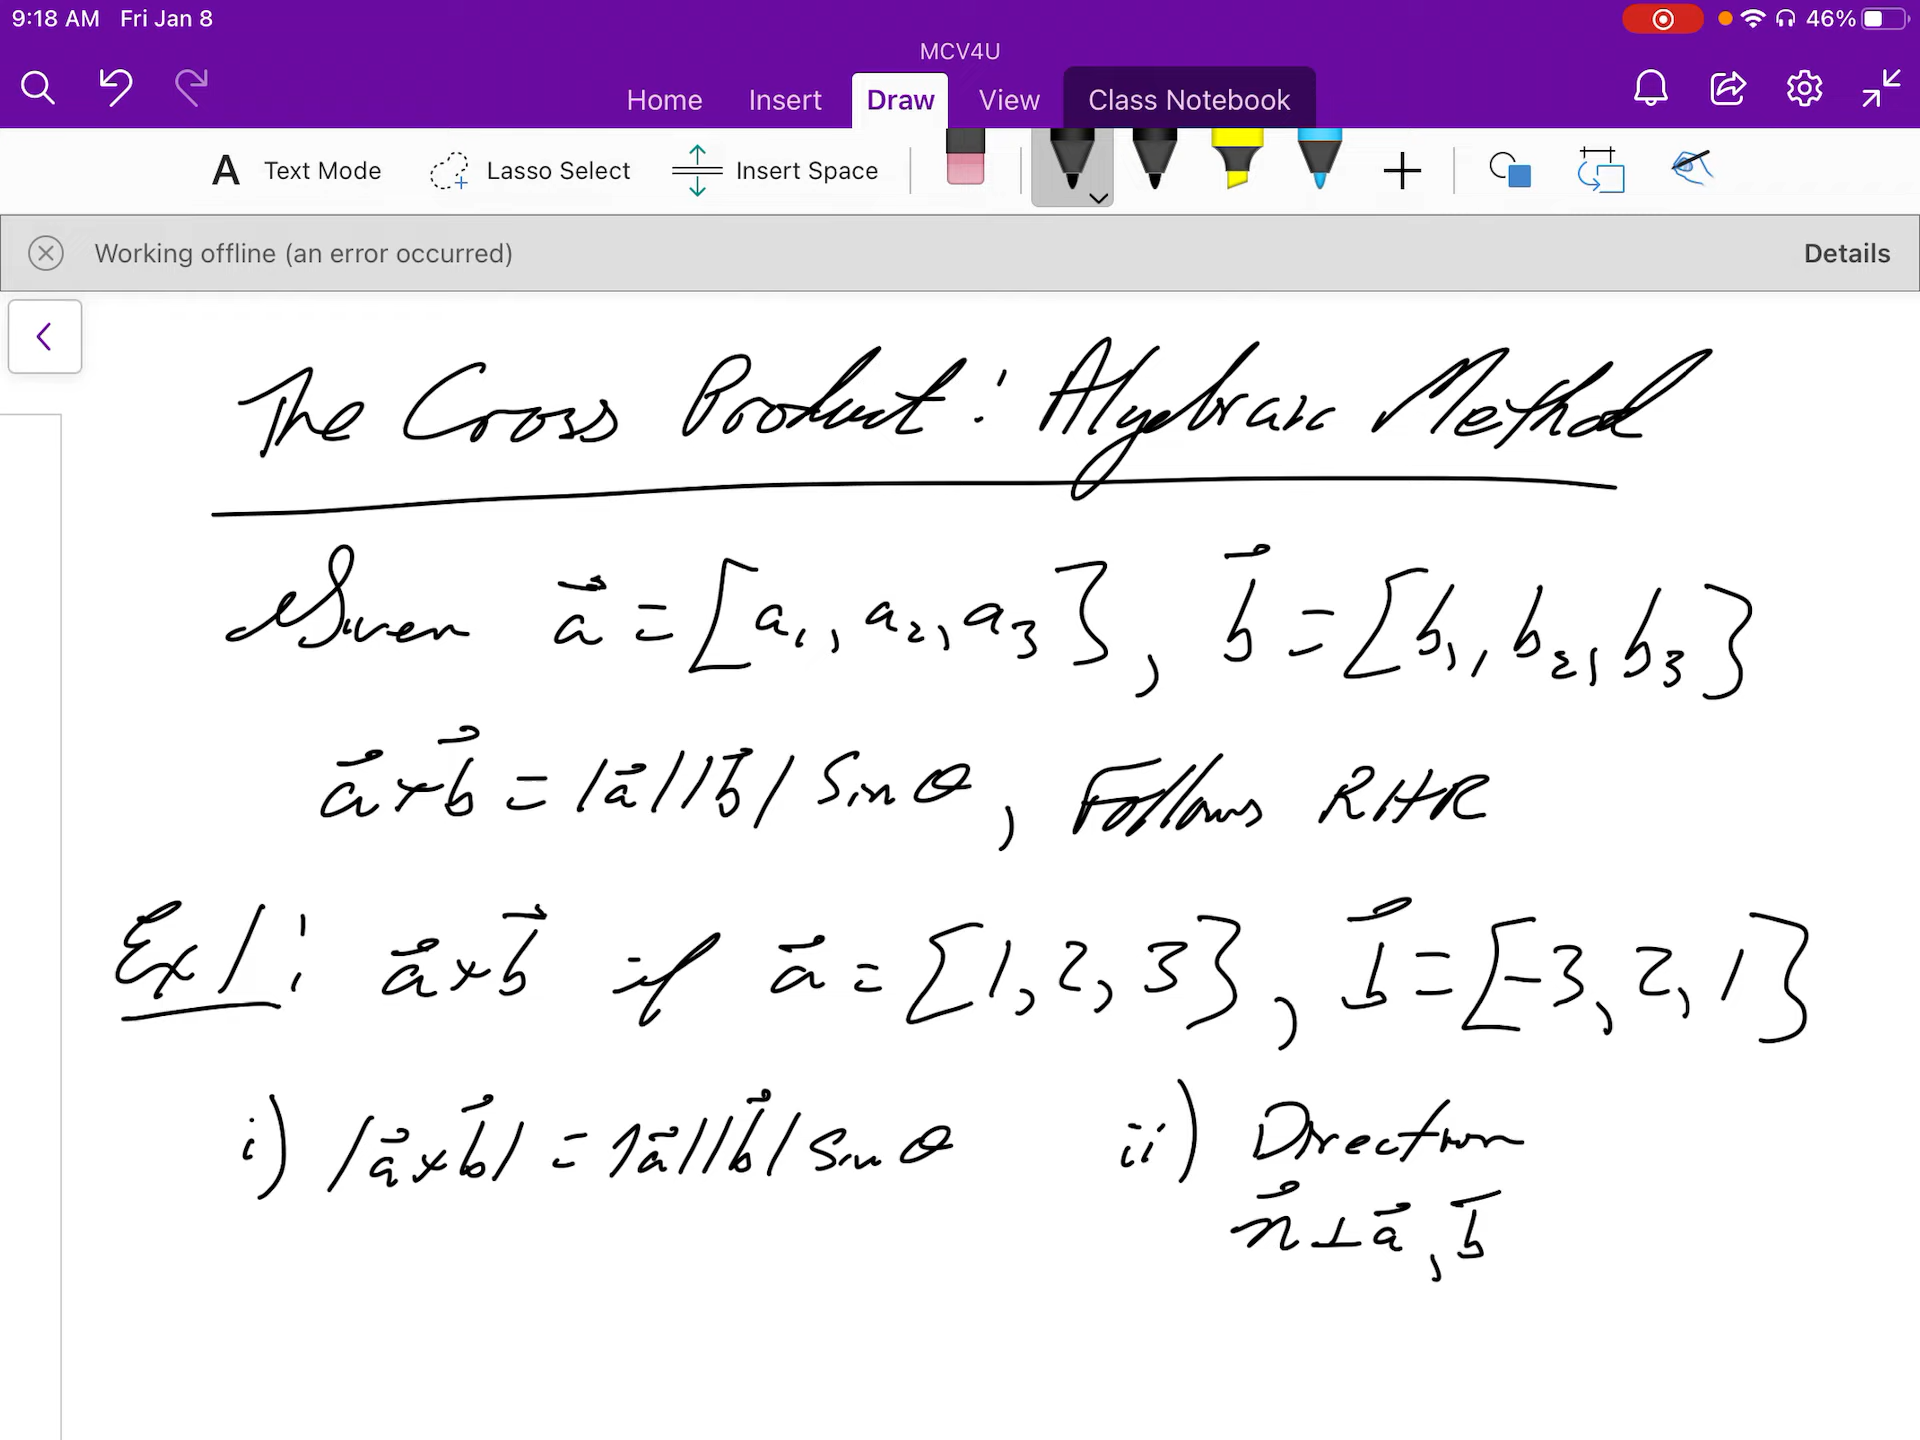 9:18 AM Fri Jan 8 46%
MCV4U
Home Insert Draw View Class Notebook
A Text Mode Lasso Select Insert Space
Working offline (an error occurred) Details
The Cross Product: Algebraic Method
Given a⃗ = [a₁, a₂, a₃], b⃗ = [b₁, b₂, b₃]
a⃗ × b⃗ = |a⃗||b⃗| Sin θ, Follows RHR
Ex 1: a⃗ × b⃗ if a⃗ = [1, 2, 3], b⃗ = [-3, 2, 1]
i) |a⃗ × b⃗| = |a⃗||b⃗| Sin θ ii) Direction
n⃗ ⊥ a⃗, b⃗